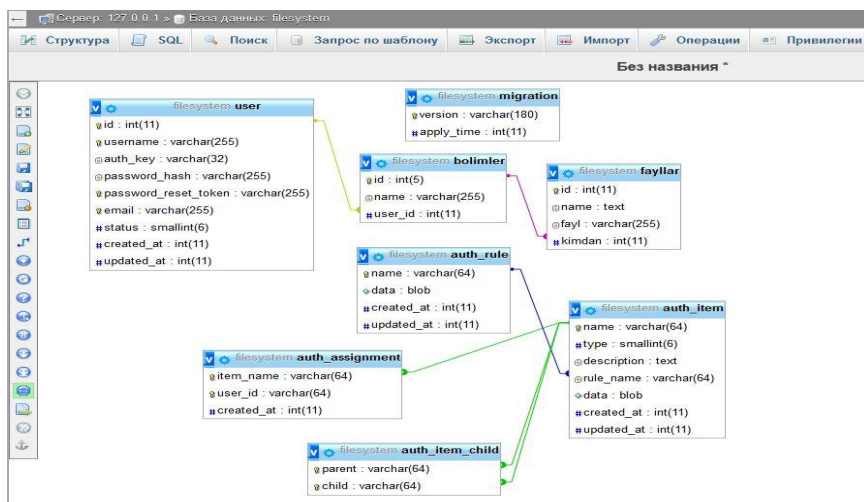 Сервер: 127.0.0.1 » База данных: filesystem
Структура SQL Поиск Запрос по шаблону Экспорт Импорт Операции Привилегии
Без названия *
filesystem user
id : int(11)
username : varchar(255)
auth_key : varchar(32)
password_hash : varchar(255)
password_reset_token : varchar(255)
email : varchar(255)
status : smallint(6)
created_at : int(11)
updated_at : int(11)
filesystem migration
version : varchar(180)
apply_time : int(11)
filesystem bolimler
id : int(5)
name : varchar(255)
user_id : int(11)
filesystem fayllar
id : int(11)
name : text
fayl : varchar(255)
kimdan : int(11)
filesystem auth_rule
name : varchar(64)
data : blob
created_at : int(11)
updated_at : int(11)
filesystem auth_item
name : varchar(64)
type : smallint(6)
description : text
rule_name : varchar(64)
data : blob
created_at : int(11)
updated_at : int(11)
filesystem auth_assignment
item_name : varchar(64)
user_id : varchar(64)
created_at : int(11)
filesystem auth_item_child
parent : varchar(64)
child : varchar(64)